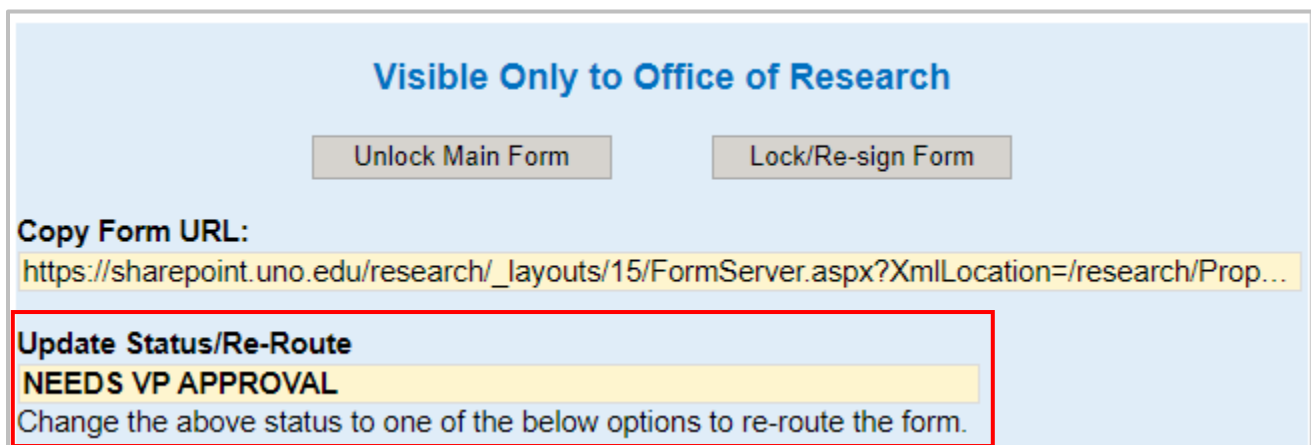 Visible Only to Office of Research
Unlock Main Form Lock/Re-sign Form
Copy Form URL:
https://sharepoint.uno.edu/research/_layouts/15/FormServer.aspx?XmlLocation=/research/Prop...
Update Status/Re-Route
NEEDS VP APPROVAL
Change the above status to one of the below options to re-route the form.